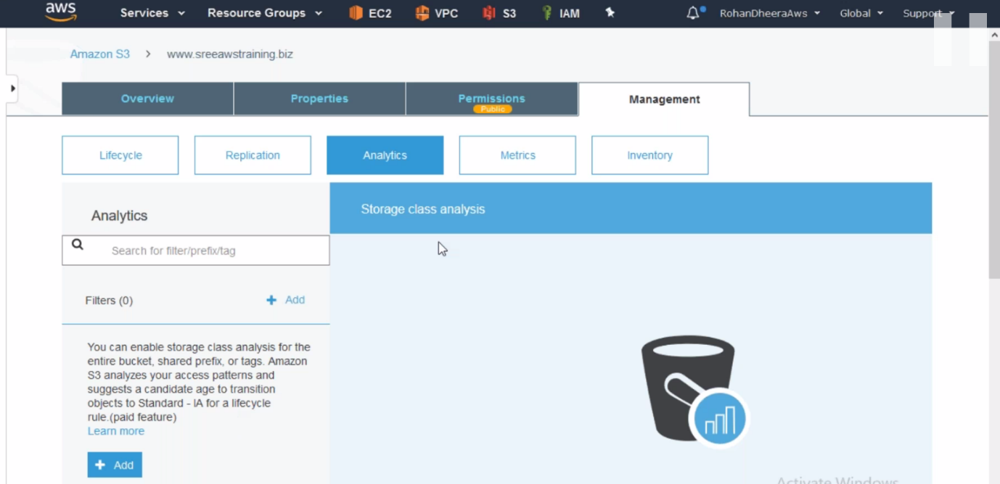 aws Services Resource Groups EC2 VPC S3 IAM RohanDheeraAws Global Support
Amazon S3 > www.sreeawstraining.biz
Overview Properties Permissions Management
Public
Lifecycle Replication Analytics Metrics Inventory
Analytics
Storage class analysis
Search for filter/prefix/tag
Filters (0) + Add
You can enable storage class analysis for the
entire bucket, shared prefix, or tags. Amazon
S3 analyzes your access patterns and
suggests a candidate age to transition
objects to Standard - IA for a lifecycle
rule.(paid feature)
Learn more
+ Add
Activate Windows